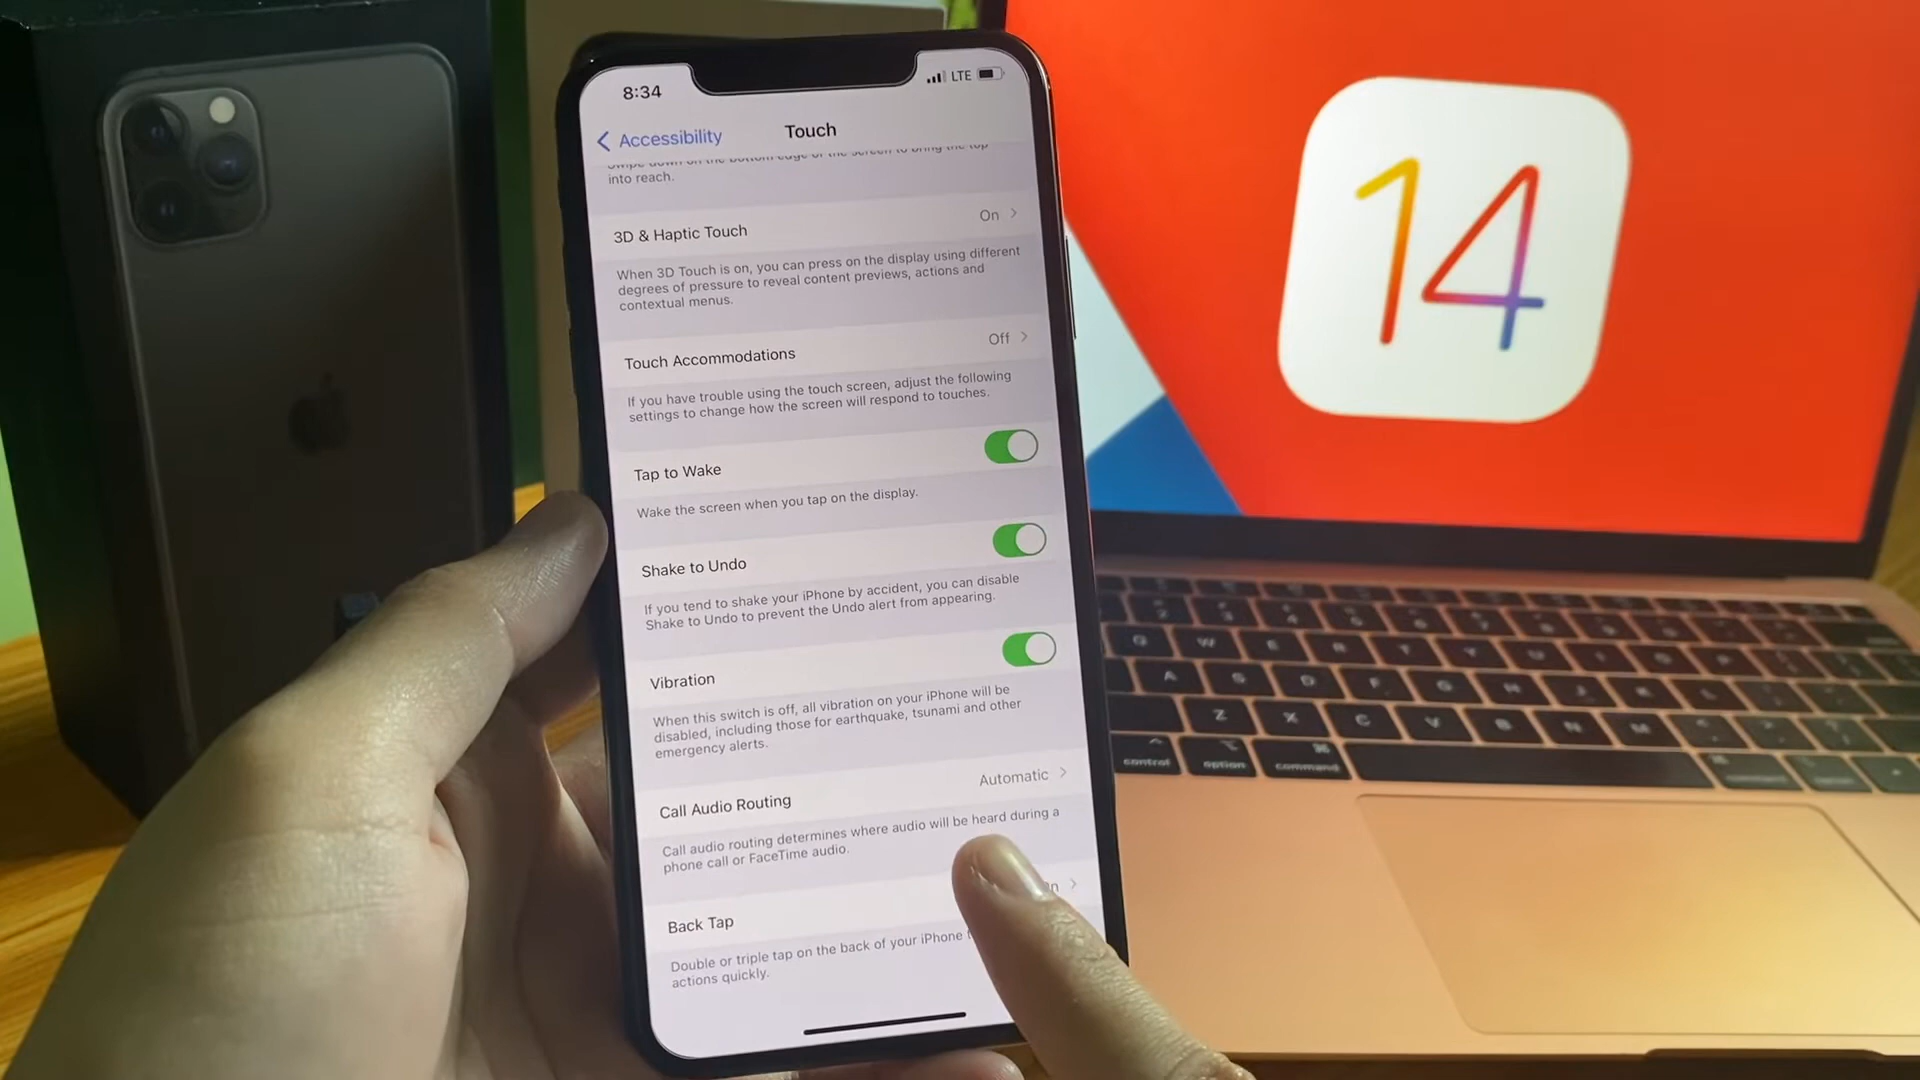 8:34
LTE
Accessibility
Touch
into reach.
3D & Haptic Touch
On
When 3D Touch is on, you can press on the display using different
degrees of pressure to reveal content previews, actions and
contextual menus.
Touch Accommodations
Off
If you have trouble using the touch screen, adjust the following
settings to change how the screen will respond to touches.
Tap to Wake
Wake the screen when you tap on the display.
Shake to Undo
If you tend to shake your iPhone by accident, you can disable
Shake to Undo to prevent the Undo alert from appearing.
Vibration
When this switch is off, all vibration on your iPhone will be
disabled, including those for earthquake, tsunami and other
emergency alerts.
Call Audio Routing
Automatic
Call audio routing determines where audio will be heard during a
phone call or FaceTime audio.
Back Tap
Double or triple tap on the back of your iPhone
actions quickly.
14
Q W E R T Y
A S D F G H
Z X C V B N M
control option command